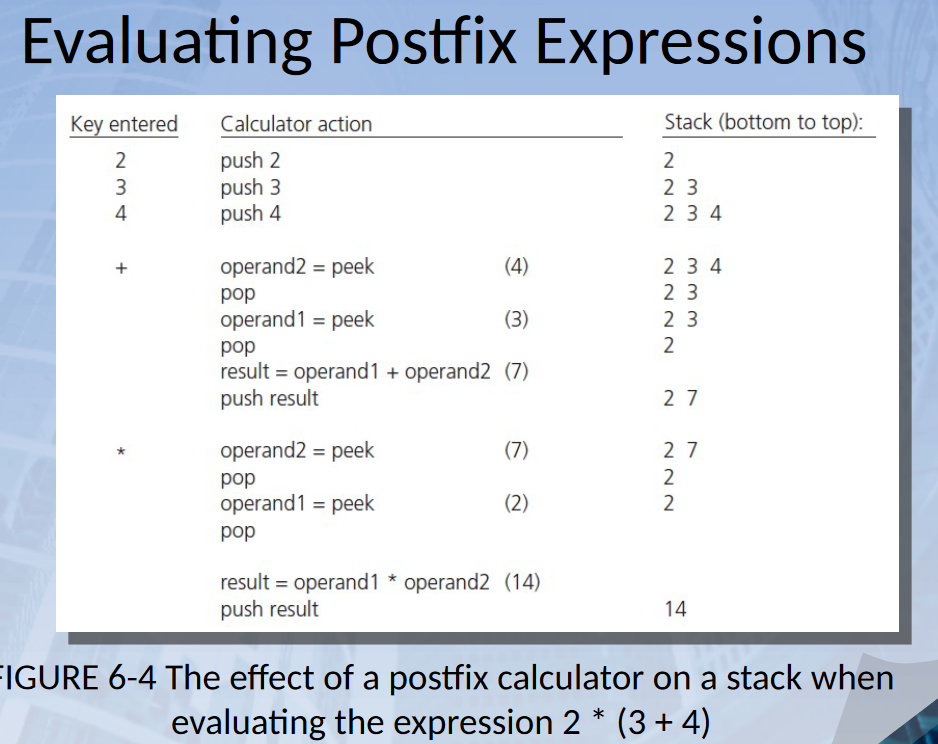 Evaluating Postfix Expressions
Key entered Calculator action Stack (bottom to top):
2 push 2 2
3 push 3 2 3
4 push 4 2 3 4
+ operand2 = peek (4) 2 3 4
pop 2 3
operand1 = peek (3) 2 3
pop 2
result = operand1 + operand2 (7)
push result 2 7
* operand2 = peek (7) 2 7
pop 2
operand1 = peek (2) 2
pop
result = operand1 * operand2 (14)
push result 14
FIGURE 6-4 The effect of a postfix calculator on a stack when
evaluating the expression 2 * (3 + 4)